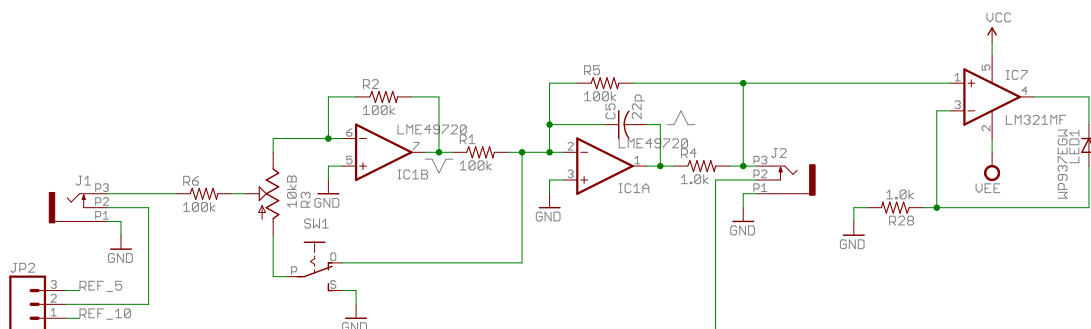 VCC
R2
100k
R5
100k
C5
22p
5
IC7
1
+
4
3
-
LM321MF
2
VEE
LME49720
6
-
7
5
+
IC1B
GND
R1
100k
LME49720
2
-
1
3
+
IC1A
GND
R4
1.0k
J2
P3
P2
P1
GND
WP937EGW
LED1
1.0k
R28
GND
J1
P3
P2
P1
GND
R6
100k
10kB
R3
SW1
P
O
S
GND
JP2
3
REF_5
2
1
REF_10